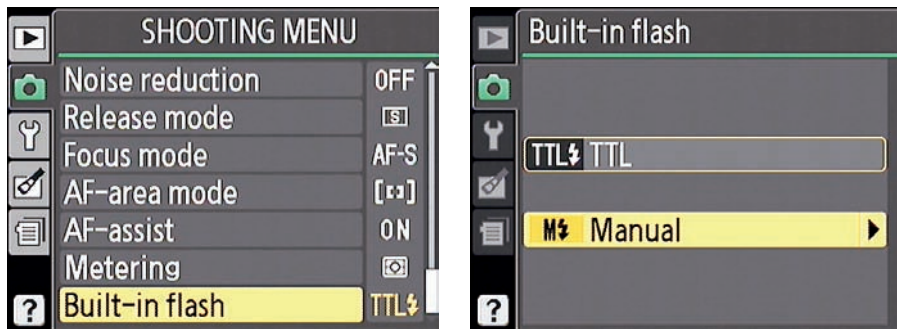 SHOOTING MENU
Noise reduction OFF
Release mode S
Focus mode AF-S
AF-area mode [ ]
AF-assist ON
Metering
Built-in flash TTL⚡
?
Built-in flash
TTL⚡ TTL
M⚡ Manual
?